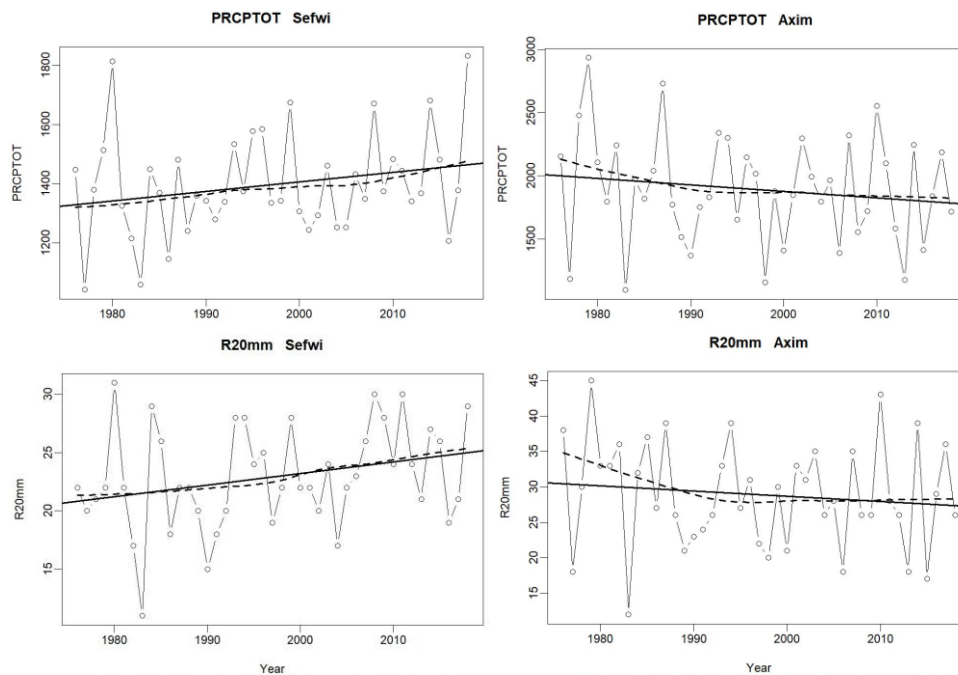 PRCPTOT Sefwi
PRCPTOT
1800
1600
1400
1200
1980 1990 2000 2010
PRCPTOT Axim
PRCPTOT
3000
2500
2000
1500
1980 1990 2000 2010
R20mm Sefwi
R20mm
30
25
20
15
1980 1990 2000 2010
Year
R20mm Axim
R20mm
45
40
35
30
25
20
15
1980 1990 2000 2010
Year